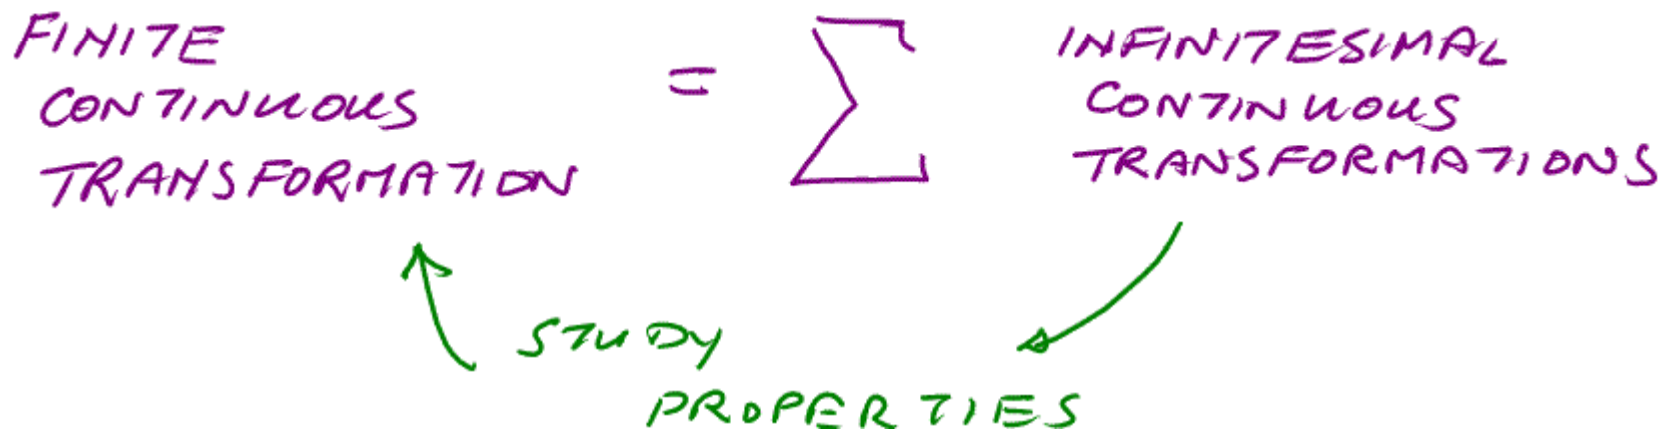 FINITE
CONTINUOUS
TRANSFORMATION
= Σ
INFINITESIMAL
CONTINUOUS
TRANSFORMATIONS
STUDY
PROPERTIES